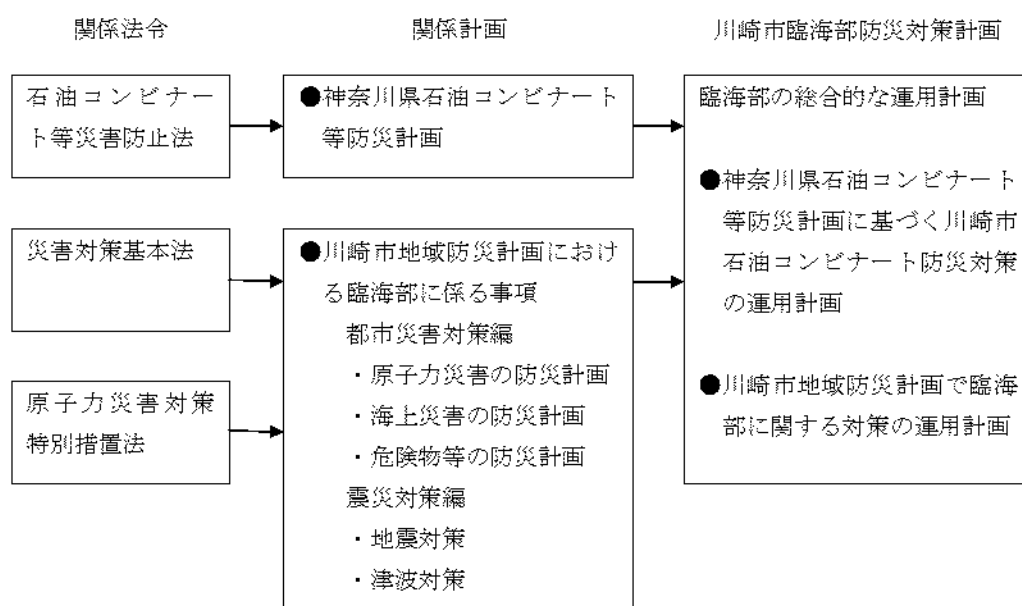 関係法令
関係計画
川崎市臨海部防災対策計画
石油コンビナー
ト等災害防止法
●神奈川県石油コンビナート
等防災計画
臨海部の総合的な運用計画
●神奈川県石油コンビナート
等防災計画に基づく川崎市
石油コンビナート防災対策
の運用計画
●川崎市地域防災計画で臨海
部に関する対策の運用計画
災害対策基本法
原子力災害対策
特別措置法
●川崎市地域防災計画におけ
る臨海部に係る事項
都市災害対策編
・原子力災害の防災計画
・海上災害の防災計画
・危険物等の防災計画
震災対策編
・地震対策
・津波対策